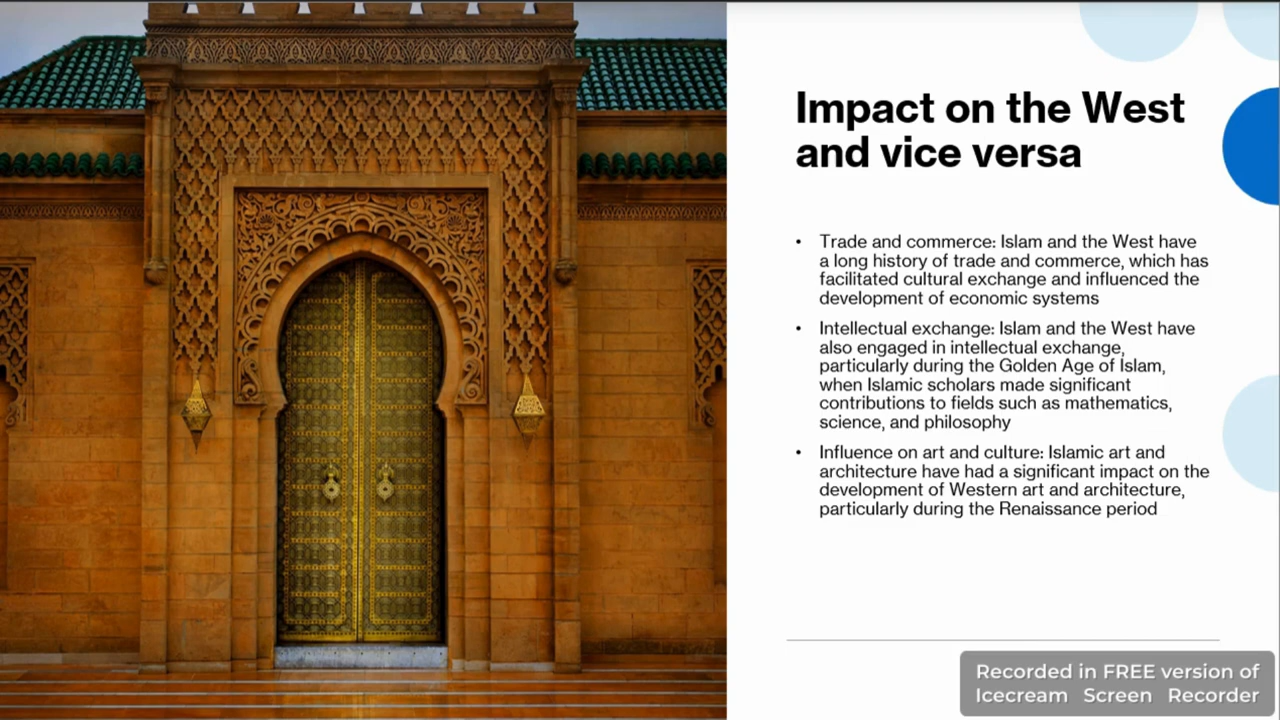 Impact on the West
and vice versa
• Trade and commerce: Islam and the West have
a long history of trade and commerce, which has
facilitated cultural exchange and influenced the
development of economic systems
• Intellectual exchange: Islam and the West have
also engaged in intellectual exchange,
particularly during the Golden Age of Islam,
when Islamic scholars made significant
contributions to fields such as mathematics,
science, and philosophy
• Influence on art and culture: Islamic art and
architecture have had a significant impact on the
development of Western art and architecture,
particularly during the Renaissance period
Recorded in FREE version of
Icecream Screen Recorder